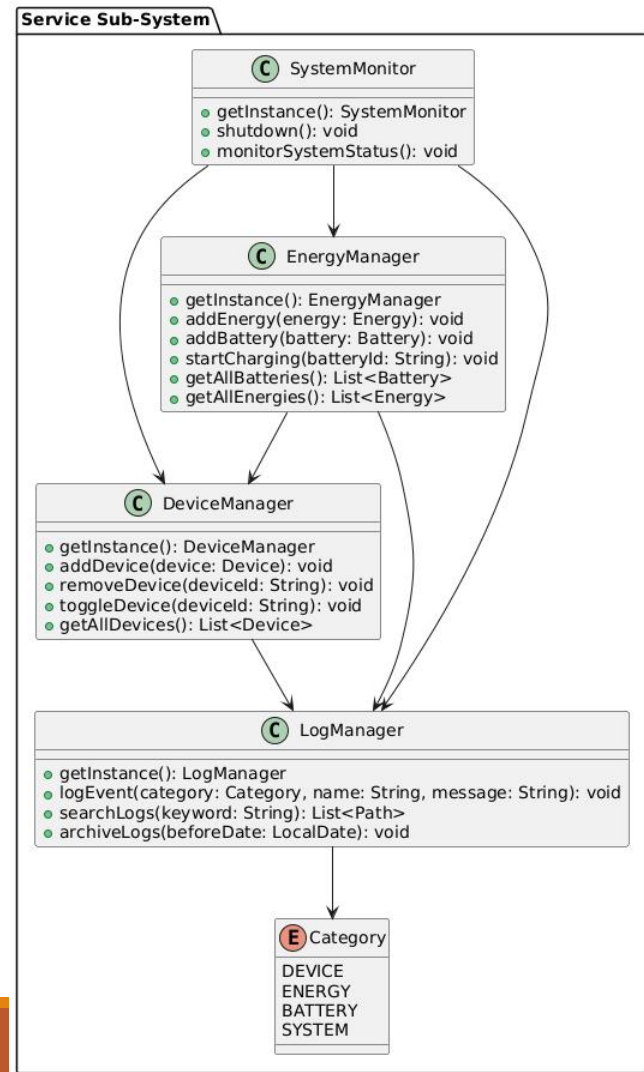 Service Sub-System
C SystemMonitor
getInstance(): SystemMonitor
shutdown(): void
monitorSystemStatus(): void
C EnergyManager
getInstance(): EnergyManager
addEnergy(energy: Energy): void
addBattery(battery: Battery): void
startCharging(batteryId: String): void
getAllBatteries(): List<Battery>
getAllEnergies(): List<Energy>
C DeviceManager
getInstance(): DeviceManager
addDevice(device: Device): void
removeDevice(deviceId: String): void
toggleDevice(deviceId: String): void
getAllDevices(): List<Device>
C LogManager
getInstance(): LogManager
logEvent(category: Category, name: String, message: String): void
searchLogs(keyword: String): List<Path>
archiveLogs(beforeDate: LocalDate): void
E Category
DEVICE
ENERGY
BATTERY
SYSTEM